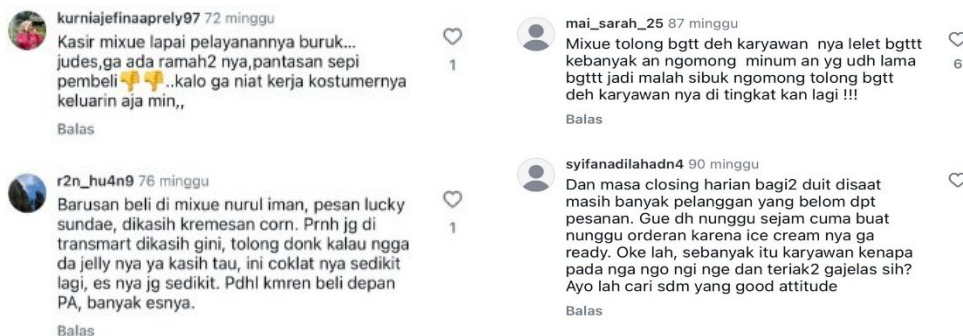 kurniajefinaaprely97 72 minggu
Kasir mixue lapai pelayanannya buruk...
judes,ga ada ramah2 nya,pantasan sepi
pembeli👎👎..kalo ga niat kerja kostumernya
keluarin aja min,,
1
Balas
r2n_hu4n9 76 minggu
Barusan beli di mixue nurul iman, pesan lucky
sundae, dikasih kremesan corn. Prnh jg di
transmart dikasih gini, tolong donk kalau ngga
da jelly nya ya kasih tau, ini coklat nya sedikit
lagi, es nya jg sedikit. Pdhl kmren beli depan
PA, banyak esnya.
1
Balas
mai_sarah_25 87 minggu
Mixue tolong bgtt deh karyawan nya lelet bgttt
kebanyak an ngomong minum an yg udh lama
bgttt jadi malah sibuk ngomong tolong bgtt
deh karyawan nya di tingkat kan lagi !!!
6
Balas
syifanadilahadn4 90 minggu
Dan masa closing harian bagi2 duit disaat
masih banyak pelanggan yang belom dpt
pesanan. Gue dh nunggu sejam cuma buat
nunggu orderan karena ice cream nya ga
ready. Oke lah, sebanyak itu karyawan kenapa
pada nga ngo ngi nge dan teriak2 gajelas sih?
Ayo lah cari sdm yang good attitude
Balas